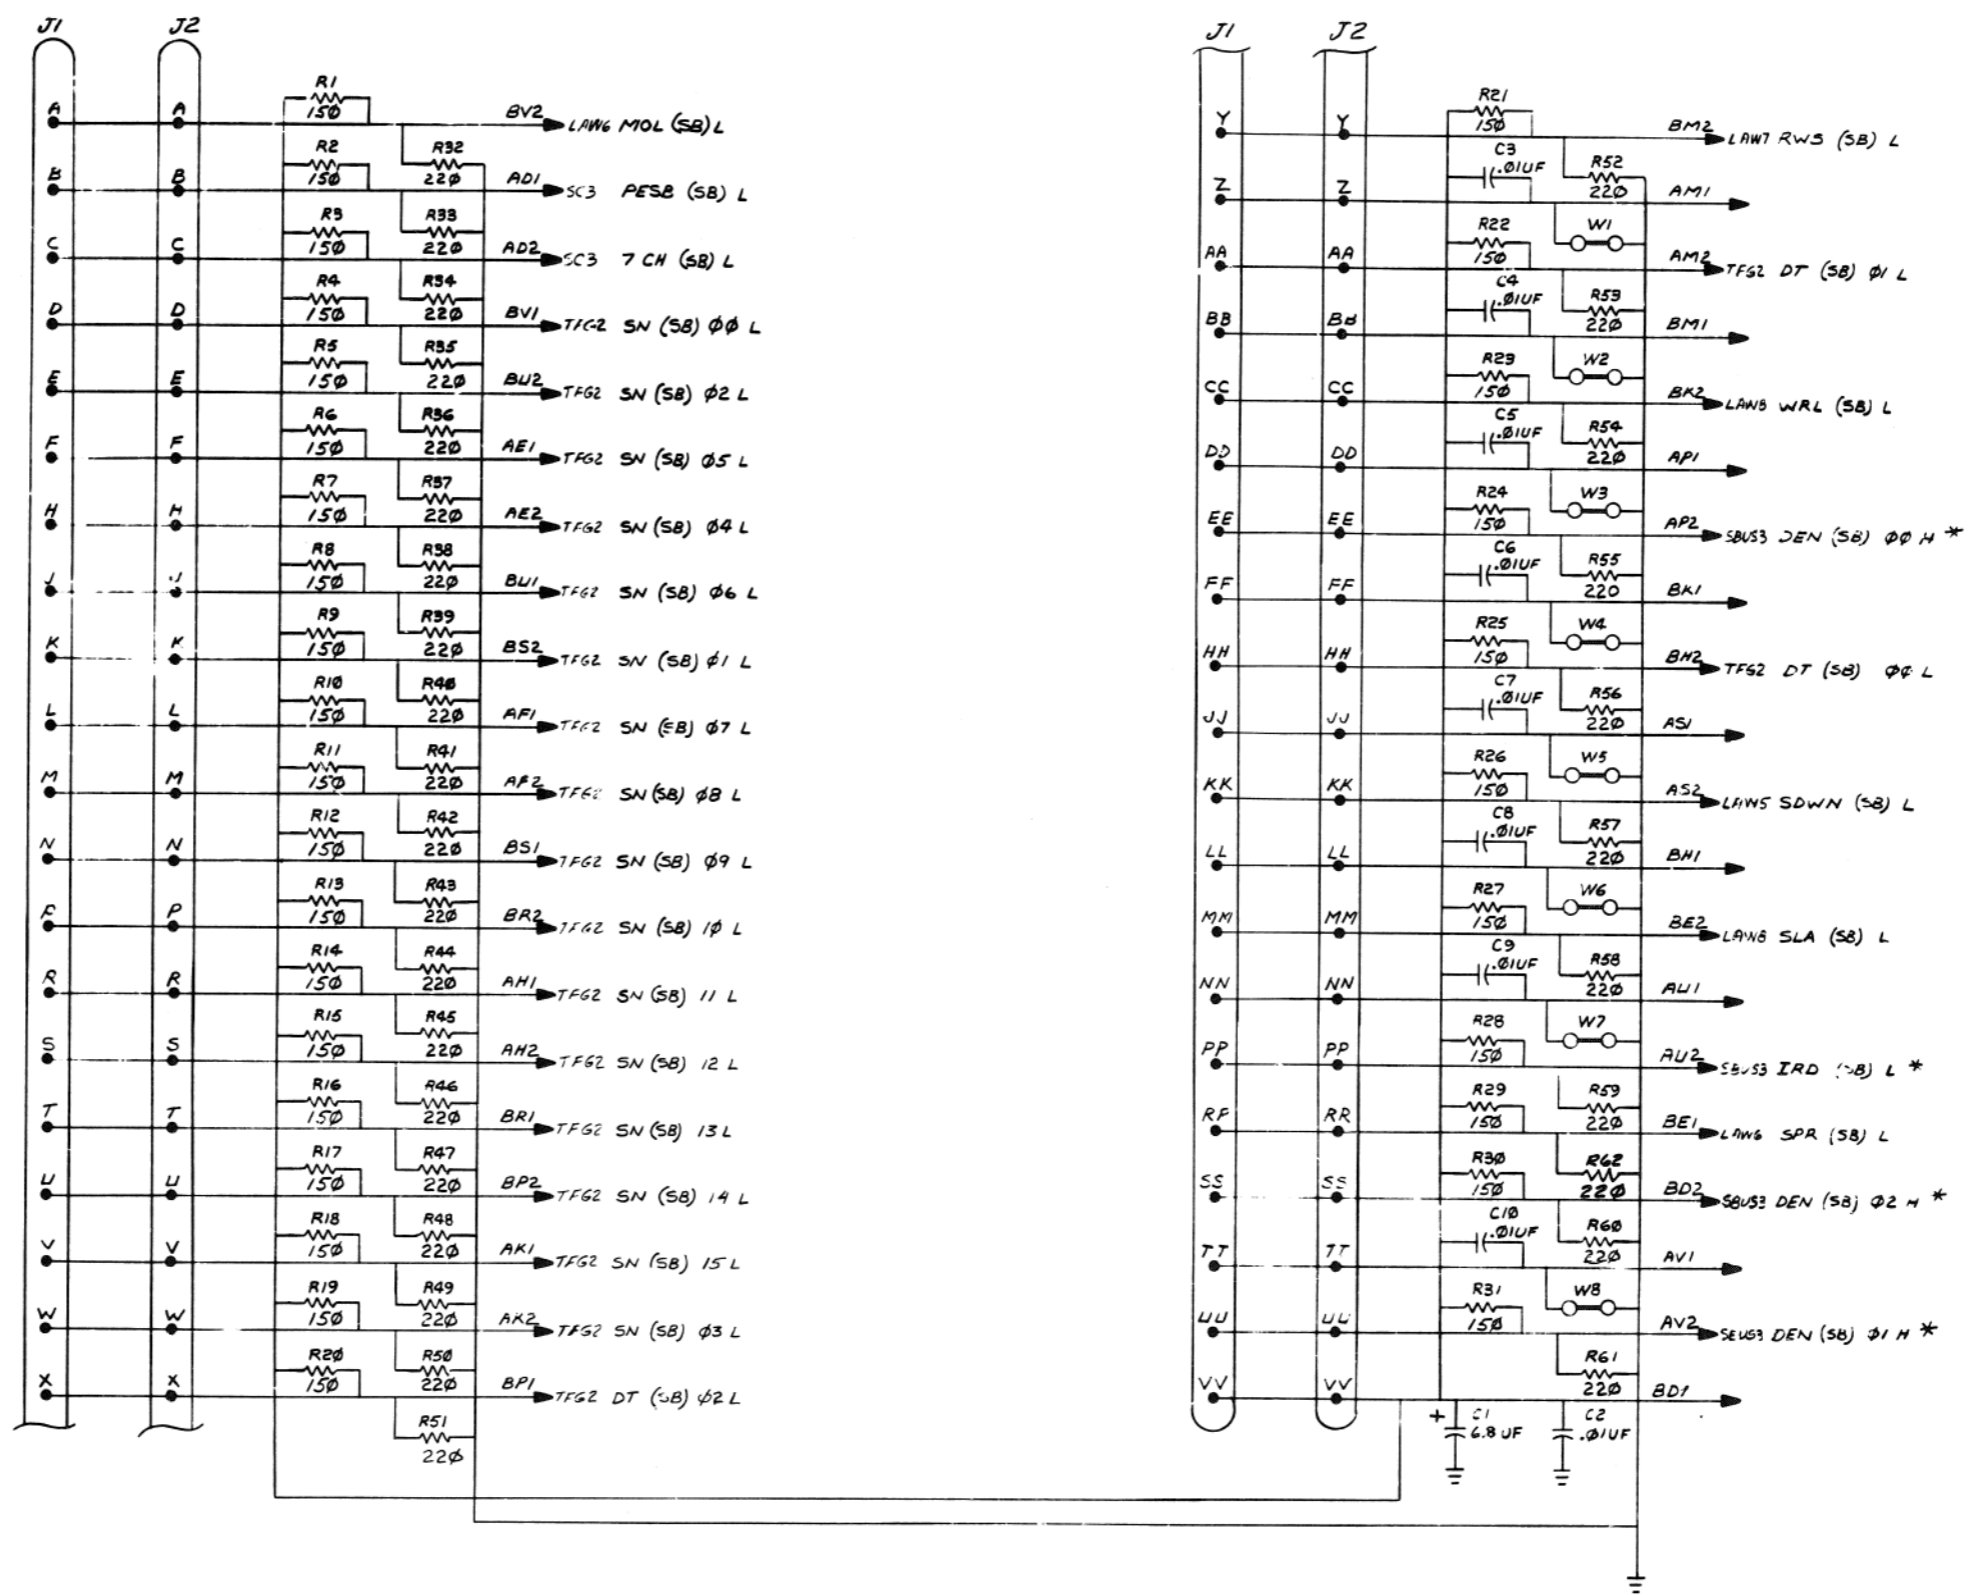 J1 J2
R1
150
A A BV2 LAW6 MOL (SB) L
R2 R32
150 220
B B AD1 SC3 PESB (SB) L
R3 R33
150 220
C C AD2 SC3 7 CH (SB) L
R4 R34
150 220
D D BV1 TFG2 SN (SB) 00 L
R5 R35
150 220
E E BU2 TFG2 SN (SB) 02 L
R6 R36
150 220
F F AE1 TFG2 SN (SB) 05 L
R7 R37
150 220
H H AE2 TFG2 SN (SB) 04 L
R8 R38
150 220
J J BU1 TFG2 SN (SB) 06 L
R9 R39
150 220
K K BS2 TFG2 SN (SB) 01 L
R10 R40
150 220
L L AF1 TFG2 SN (SB) 07 L
R11 R41
150 220
M M AF2 TFG2 SN (SB) 08 L
R12 R42
150 220
N N BS1 TFG2 SN (SB) 09 L
R13 R43
150 220
P P BR2 TFG2 SN (SB) 10 L
R14 R44
150 220
R R AH1 TFG2 SN (SB) 11 L
R15 R45
150 220
S S AH2 TFG2 SN (SB) 12 L
R16 R46
150 220
T T BR1 TFG2 SN (SB) 13 L
R17 R47
150 220
U U BP2 TFG2 SN (SB) 14 L
R18 R48
150 220
V V AK1 TFG2 SN (SB) 15 L
R19 R49
150 220
W W AK2 TFG2 SN (SB) 03 L
R20 R50
150 220
X X BP1 TFG2 DT (SB) 02 L
R51
220
J1 J2
R21
150
Y Y BM2 LAW7 RWS (SB) L
C3 .01UF R52
220
Z Z AM1
R22 W1
150
AA AA AM2 TFG2 DT (SB) 01 L
C4 .01UF R53
220
BB BB BM1
R23 W2
150
CC CC BK2 LAW8 WRL (SB) L
C5 .01UF R54
220
DD DD AP1
R24 W3
150
EE EE AP2 SBUS3 DEN (SB) 00 H *
C6 .01UF R55
220
FF FF BK1
R25 W4
150
HH HH BH2 TFG2 DT (SB) 00 L
C7 .01UF R56
220
JJ JJ AS1
R26 W5
150
KK KK AS2 LAW5 SDWN (SB) L
C8 .01UF R57
220
LL LL BH1
R27 W6
150
MM MM BE2 LAW8 SLA (SB) L
C9 .01UF R58
220
NN NN AU1
R28 W7
150
PP PP AU2 SBUS3 IRD (SB) L *
R29 R59
150 220
RR RR BE1 LAW6 SPR (SB) L
R30 R62
150 220
SS SS BD2 SBUS3 DEN (SB) 02 H *
C10 .01UF R60
220
TT TT AV1
R31 W8
150
UU UU AV2 SBUS3 DEN (SB) 01 H *
R61
220
VV VV BD1
+ C1 C2
6.8 UF .01UF